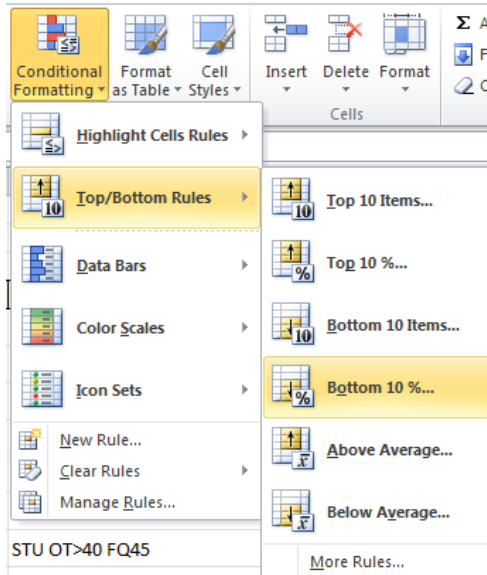 Σ A
Conditional Formatting
Format as Table
Cell Styles
Insert
Delete
Format
F
C
Cells
Highlight Cells Rules
Top/Bottom Rules
Data Bars
Color Scales
Icon Sets
New Rule...
Clear Rules
Manage Rules...
Top 10 Items...
Top 10 %...
Bottom 10 Items...
Bottom 10 %...
Above Average...
Below Average...
More Rules...
STU OT>40 FQ45